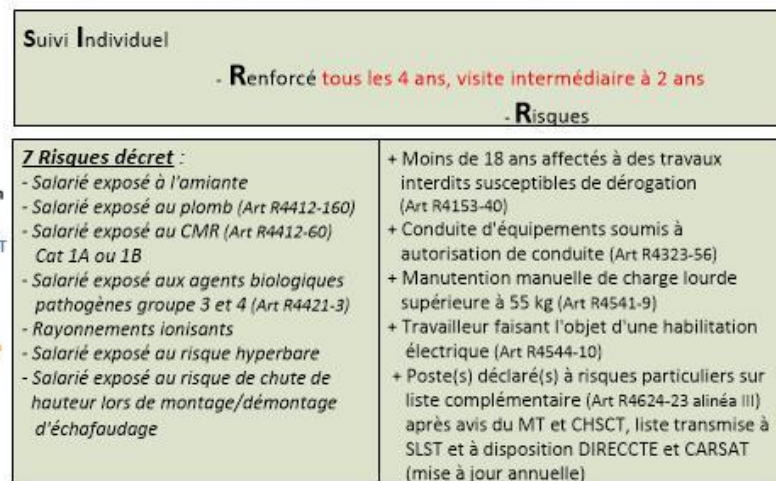 Suivi Individuel
- Renforcé tous les 4 ans, visite intermédiaire à 2 ans
- Risques
7 Risques décret :
- Salarié exposé à l'amiante
- Salarié exposé au plomb (Art R4412-160)
- Salarié exposé au CMR (Art R4412-60)
Cat 1A ou 1B
- Salarié exposé aux agents biologiques
pathogènes groupe 3 et 4 (Art R4421-3)
- Rayonnements ionisants
- Salarié exposé au risque hyperbare
- Salarié exposé au risque de chute de
hauteur lors de montage/démontage
d'échafaudage
+ Moins de 18 ans affectés à des travaux
interdits susceptibles de dérogation
(Art R4153-40)
+ Conduite d'équipements soumis à
autorisation de conduite (Art R4323-56)
+ Manutention manuelle de charge lourde
supérieure à 55 kg (Art R4541-9)
+ Travailleur faisant l'objet d'une habilitation
électrique (Art R4544-10)
+ Poste(s) déclaré(s) à risques particuliers sur
liste complémentaire (Art R4624-23 alinéa III)
après avis du MT et CHSCT, liste transmise à
SLST et à disposition DIRECCTE et CARSAT
(mise à jour annuelle)